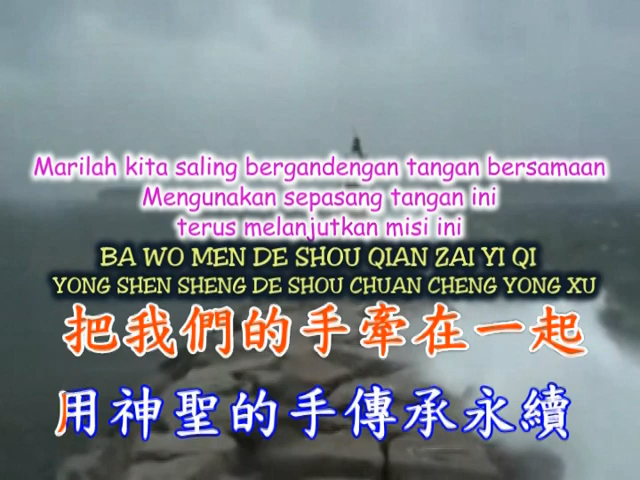 Marilah kita saling bergandengan tangan bersamaan
Mengunakan sepasang tangan ini
terus melanjutkan misi ini
BA WO MEN DE SHOU QIAN ZAI YI QI
YONG SHEN SHENG DE SHOU CHUAN CHENG YONG XU
把我們的手牽在一起
用神聖的手傳承永續